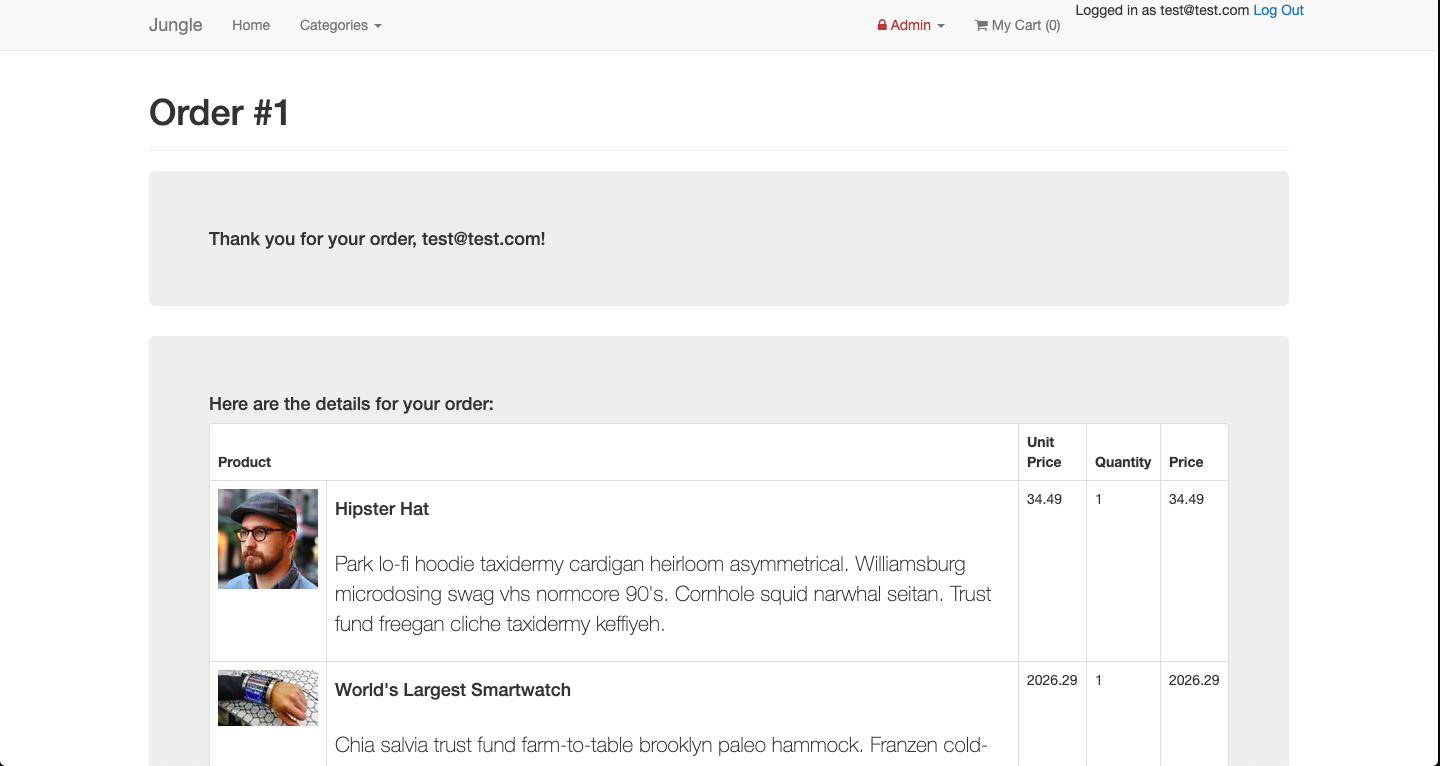 Jungle Home Categories Admin My Cart (0) Logged in as test@test.com Log Out
Order #1
Thank you for your order, test@test.com!
Here are the details for your order:
Product Unit Price Quantity Price
Hipster Hat 34.49 1 34.49
Park lo-fi hoodie taxidermy cardigan heirloom asymmetrical. Williamsburg
microdosing swag vhs normcore 90's. Cornhole squid narwhal seitan. Trust
fund freegan cliche taxidermy keffiyeh.
World's Largest Smartwatch 2026.29 1 2026.29
Chia salvia trust fund farm-to-table brooklyn paleo hammock. Franzen cold-